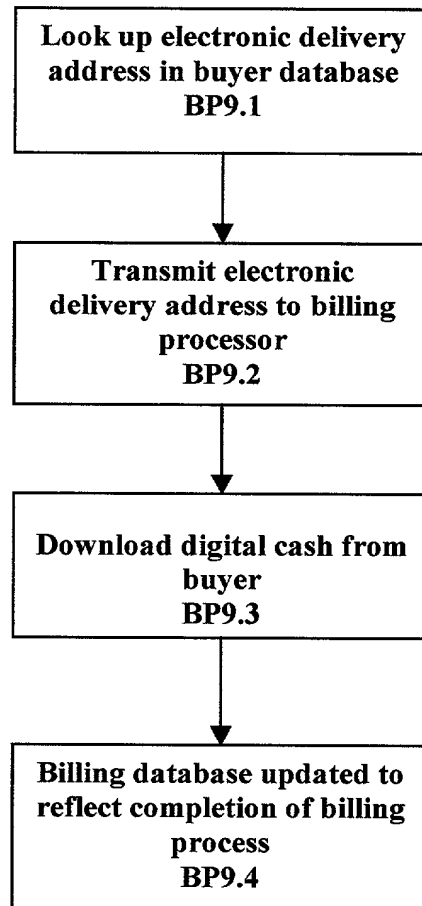 Look up electronic delivery
address in buyer database
BP9.1
Transmit electronic
delivery address to billing
processor
BP9.2
Download digital cash from
buyer
BP9.3
Billing database updated to
reflect completion of billing
process
BP9.4